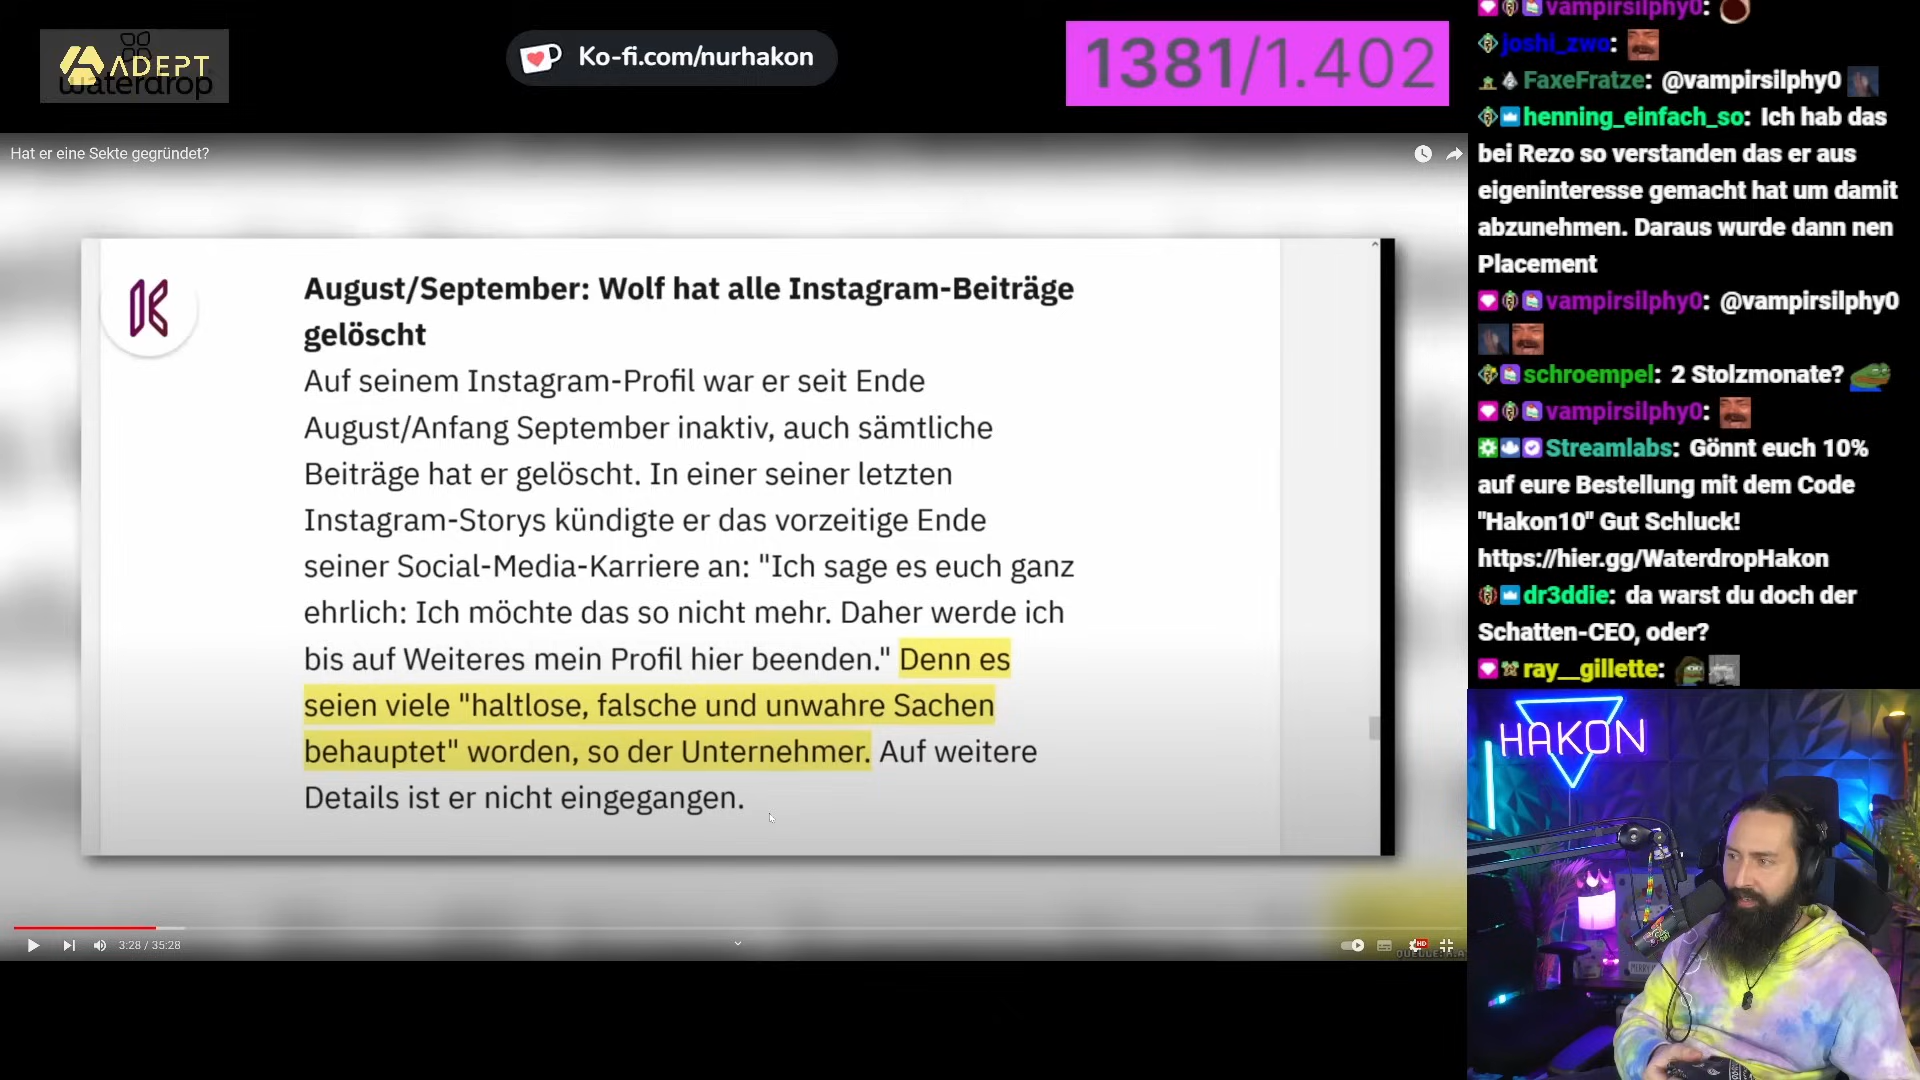 ADEPT
waterdrop
Ko-fi.com/nurhakon
1381/1.402
Hat er eine Sekte gegründet?
August/September: Wolf hat alle Instagram-Beiträge
gelöscht
Auf seinem Instagram-Profil war er seit Ende
August/Anfang September inaktiv, auch sämtliche
Beiträge hat er gelöscht. In einer seiner letzten
Instagram-Storys kündigte er das vorzeitige Ende
seiner Social-Media-Karriere an: "Ich sage es euch ganz
ehrlich: Ich möchte das so nicht mehr. Daher werde ich
bis auf Weiteres mein Profil hier beenden." Denn es
seien viele "haltlose, falsche und unwahre Sachen
behauptet" worden, so der Unternehmer. Auf weitere
Details ist er nicht eingegangen.
3:28 / 35:28
HD
vampirsilphy0:
joshi_zwo:
FaxeFratze: @vampirsilphy0
henning_einfach_so: Ich hab das
bei Rezo so verstanden das er aus
eigeninteresse gemacht hat um damit
abzunehmen. Daraus wurde dann nen
Placement
vampirsilphy0: @vampirsilphy0
schroempel: 2 Stolzmonate?
vampirsilphy0:
Streamlabs: Gönnt euch 10%
auf eure Bestellung mit dem Code
"Hakon10" Gut Schluck!
https://hier.gg/WaterdropHakon
dr3ddie: da warst du doch der
Schatten-CEO, oder?
ray__gillette:
HAKON